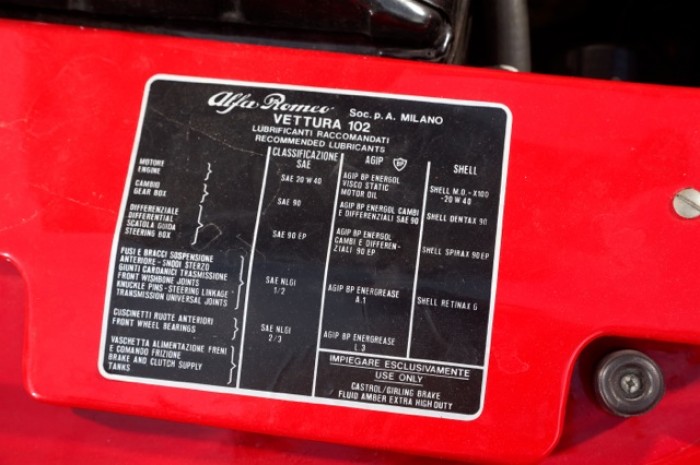 Alfa Romeo Soc. p. A. MILANO
VETTURA 102
LUBRIFICANTI RACCOMANDATI
RECOMMENDED LUBRICANTS
CLASSIFICAZIONE
SAE
AGIP BP
SHELL
MOTORE
ENGINE
SAE 20 W 40
AGIP BP ENERGOL
VISCO STATIC
MOTOR OIL
SHELL M.O.-X100
-20 W 40
CAMBIO
GEAR BOX
SAE 90
AGIP BP ENERGOL CAMBI
E DIFFERENZIALI SAE 90
SHELL DENTAX 90
DIFFERENZIALE
DIFFERENTIAL
SCATOLA GUIDA
STEERING BOX
SAE 90 EP
AGIP BP ENERGOL
CAMBI E DIFFEREN-
ZIALI 90 EP
SHELL SPIRAX 90 EP
FUSI E BRACCI SOSPENSIONE
ANTERIORE-SNODI STERZO
GIUNTI CARDANICI TRASMISSIONE
FRONT WISHBONE JOINTS
KNUCKLE PINS-STEERING LINKAGE
TRANSMISSION UNIVERSAL JOINTS
SAE NLGI
1/2
AGIP BP ENERGREASE
A.1
SHELL RETINAX G
CUSCINETTI RUOTE ANTERIORI
FRONT WHEEL BEARINGS
SAE NLGI
2/3
AGIP BP ENERGREASE
L 3
VASCHETTA ALIMENTAZIONE FRENI
E COMANDO FRIZIONE
BRAKE AND CLUTCH SUPPLY
TANKS
IMPIEGARE ESCLUSIVAMENTE
USE ONLY
CASTROL/GIRLING BRAKE
FLUID AMBER EXTRA HIGH DUTY